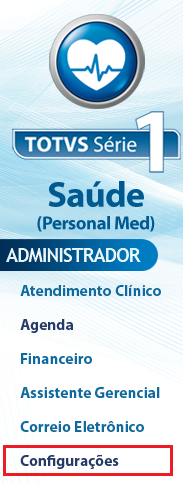 TOTVS Série 1
Saúde
(Personal Med)
ADMINISTRADOR
Atendimento Clínico
Agenda
Financeiro
Assistente Gerencial
Correio Eletrônico
Configurações